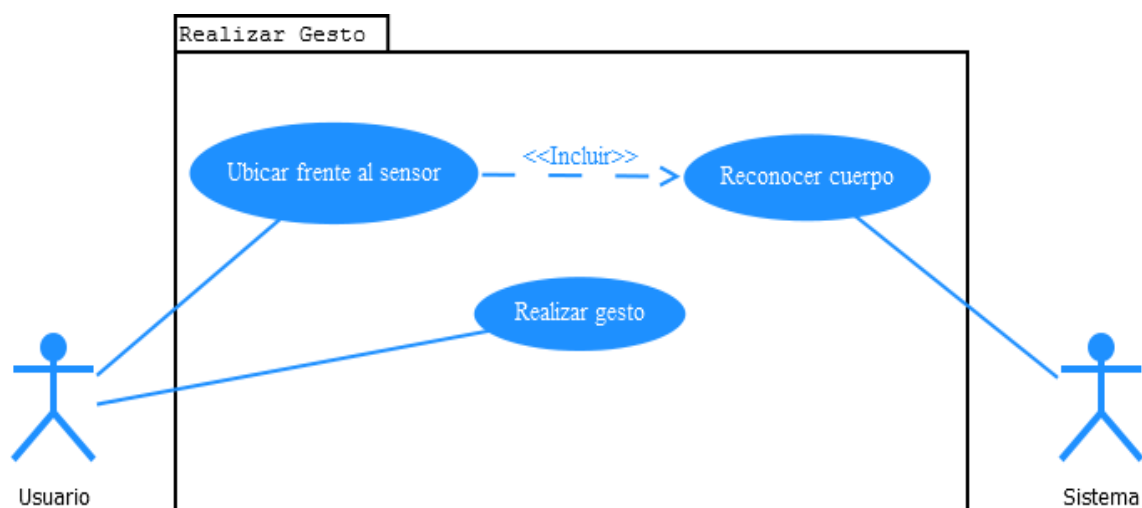 Realizar Gesto
Ubicar frente al sensor
<<Incluir>>
Reconocer cuerpo
Realizar gesto
Usuario
Sistema